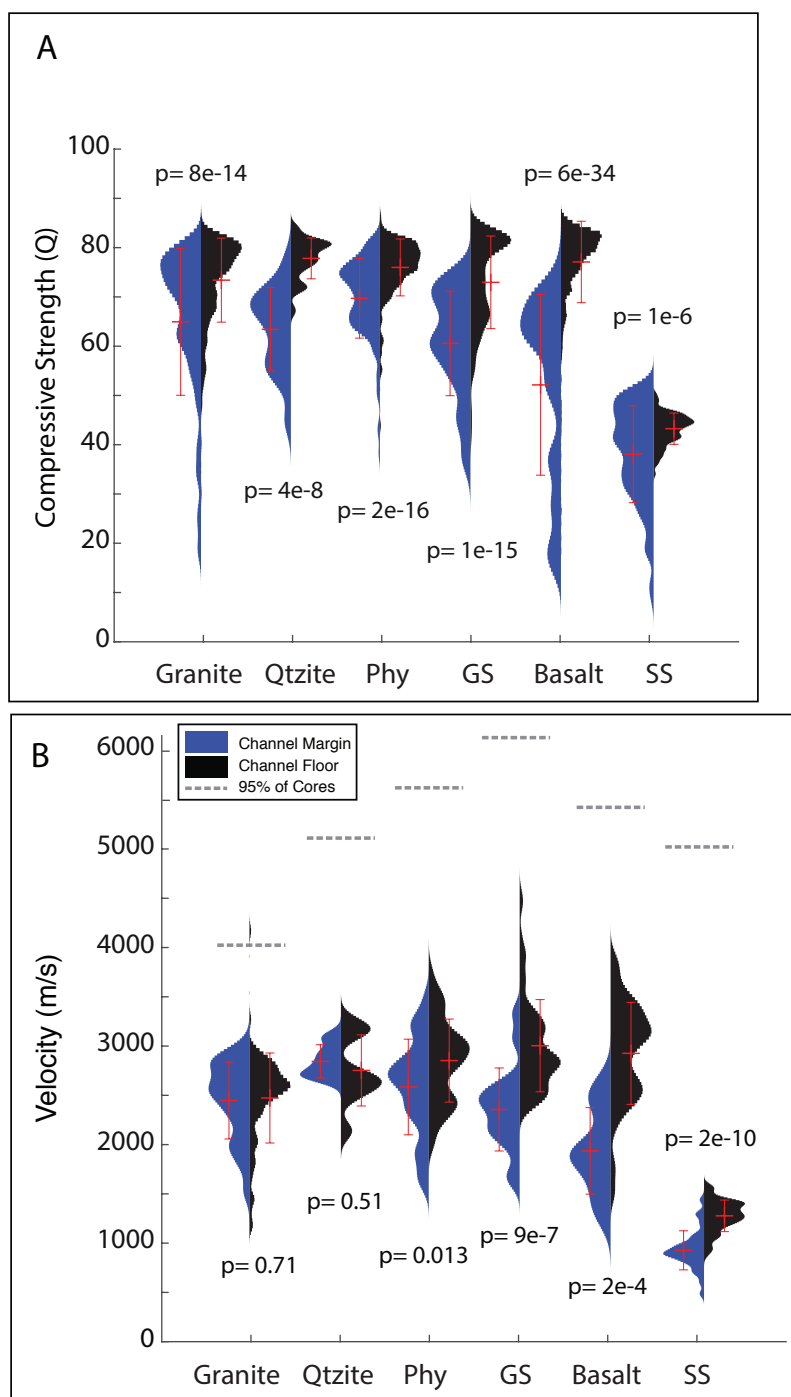 A
Compressive Strength (Q)
100
80
60
40
20
0
p= 8e-14
p= 6e-34
p= 1e-6
p= 4e-8
p= 2e-16
p= 1e-15
Granite Qtzite Phy GS Basalt SS
B
Channel Margin
Channel Floor
95% of Cores
Velocity (m/s)
6000
5000
4000
3000
2000
1000
0
p= 2e-10
p= 0.51
p= 0.71
p= 0.013
p= 9e-7
p= 2e-4
Granite Qtzite Phy GS Basalt SS